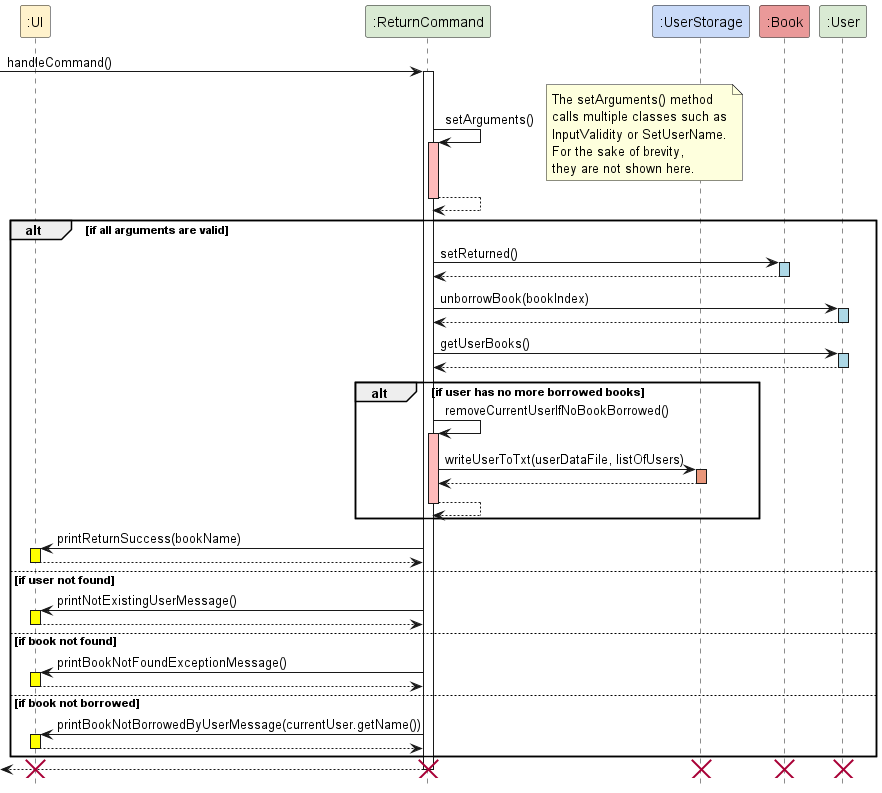 :UI
:ReturnCommand
:UserStorage
:Book
:User
handleCommand()
setArguments()
The setArguments() method
calls multiple classes such as
InputValidity or SetUserName.
For the sake of brevity,
they are not shown here.
alt
[if all arguments are valid]
setReturned()
unborrowBook(bookIndex)
getUserBooks()
alt
[if user has no more borrowed books]
removeCurrentUserIfNoBookBorrowed()
writeUserToTxt(userDataFile, listOfUsers)
printReturnSuccess(bookName)
[if user not found]
printNotExistingUserMessage()
[if book not found]
printBookNotFoundExceptionMessage()
[if book not borrowed]
printBookNotBorrowedByUserMessage(currentUser.getName())